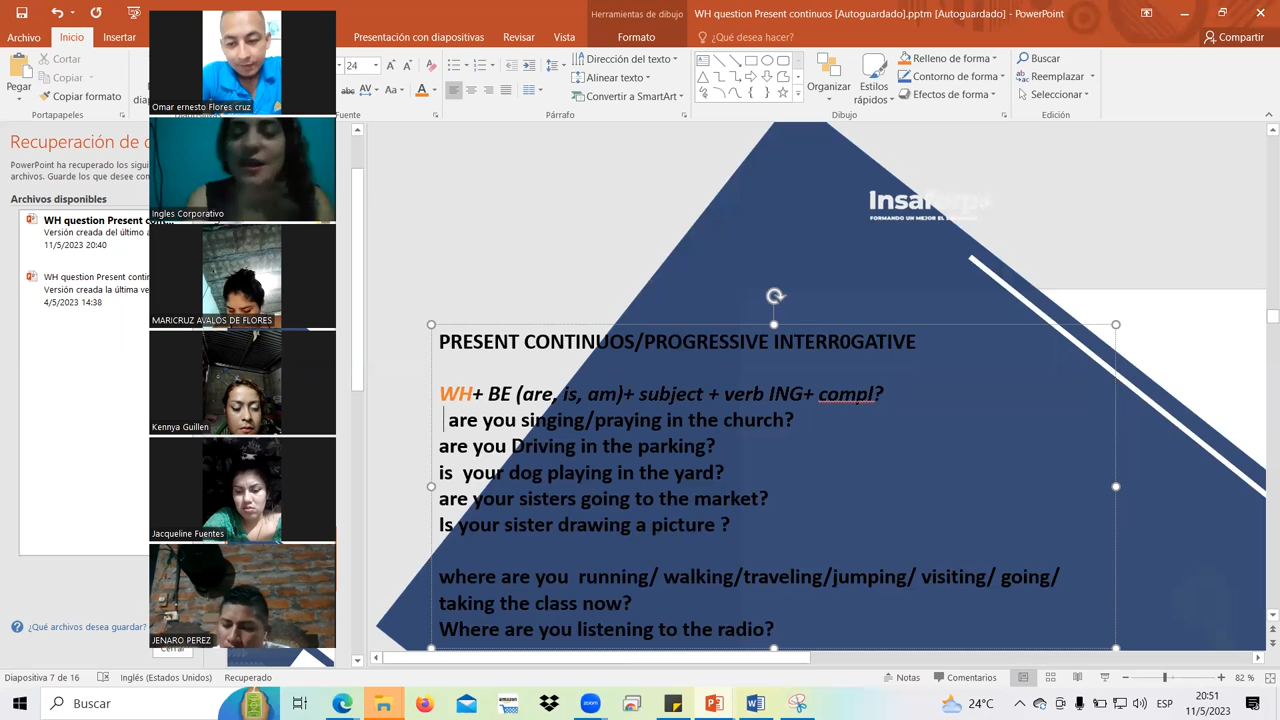 Herramientas de dibujo
WH question Present Continuous [Autoguardado].pptm [Autoguardado] - PowerPoint
Archivo
Inicio
Insertar
Presentación con diapositivas
Revisar
Vista
Formato
¿Qué desea hacer?
Compartir
Pegar
Cortar
Copiar
Copiar formato
Portapapeles
24
Aa
A
Fuente
Dirección del texto
Alinear texto
Convertir a SmartArt
Párrafo
Organizar
Estilos
rápidos
Relleno de forma
Contorno de forma
Efectos de forma
Dibujo
Buscar
Reemplazar
Seleccionar
Edición
Recuperación de
PowerPoint ha recuperado los
archivos. Guarde los que desee
Archivos disponibles
WH question Present
Versión creada del último
11/5/2023 20:40
WH question Present
Versión creada la última
4/5/2023 14:38
¿Qué archivos desea guardar?
Cerrar
Omar ernesto Flores cruz
Ingles Corporativo
MARICRUZ AVALOS DE FLORES
Kennya Guillen
Jacqueline Fuentes
JENARO PEREZ
FORMANDO UN MEJOR EL
PRESENT CONTINUOS/PROGRESSIVE INTERR0GATIVE
WH+ BE (are, is, am)+ subject + verb ING+ compl?
are you singing/praying in the church?
are you Driving in the parking?
is  your dog playing in the yard?
are your sisters going to the market?
Is your sister drawing a picture ?
where are you  running/ walking/traveling/jumping/ visiting/ going/
taking the class now?
Where are you listening to the radio?
Diapositiva 7 de 16
Inglés (Estados Unidos)
Recuperado
Notas
Comentarios
82 %
Buscar
amazon
zoom
24°C
ESP
20:51
11/5/2023